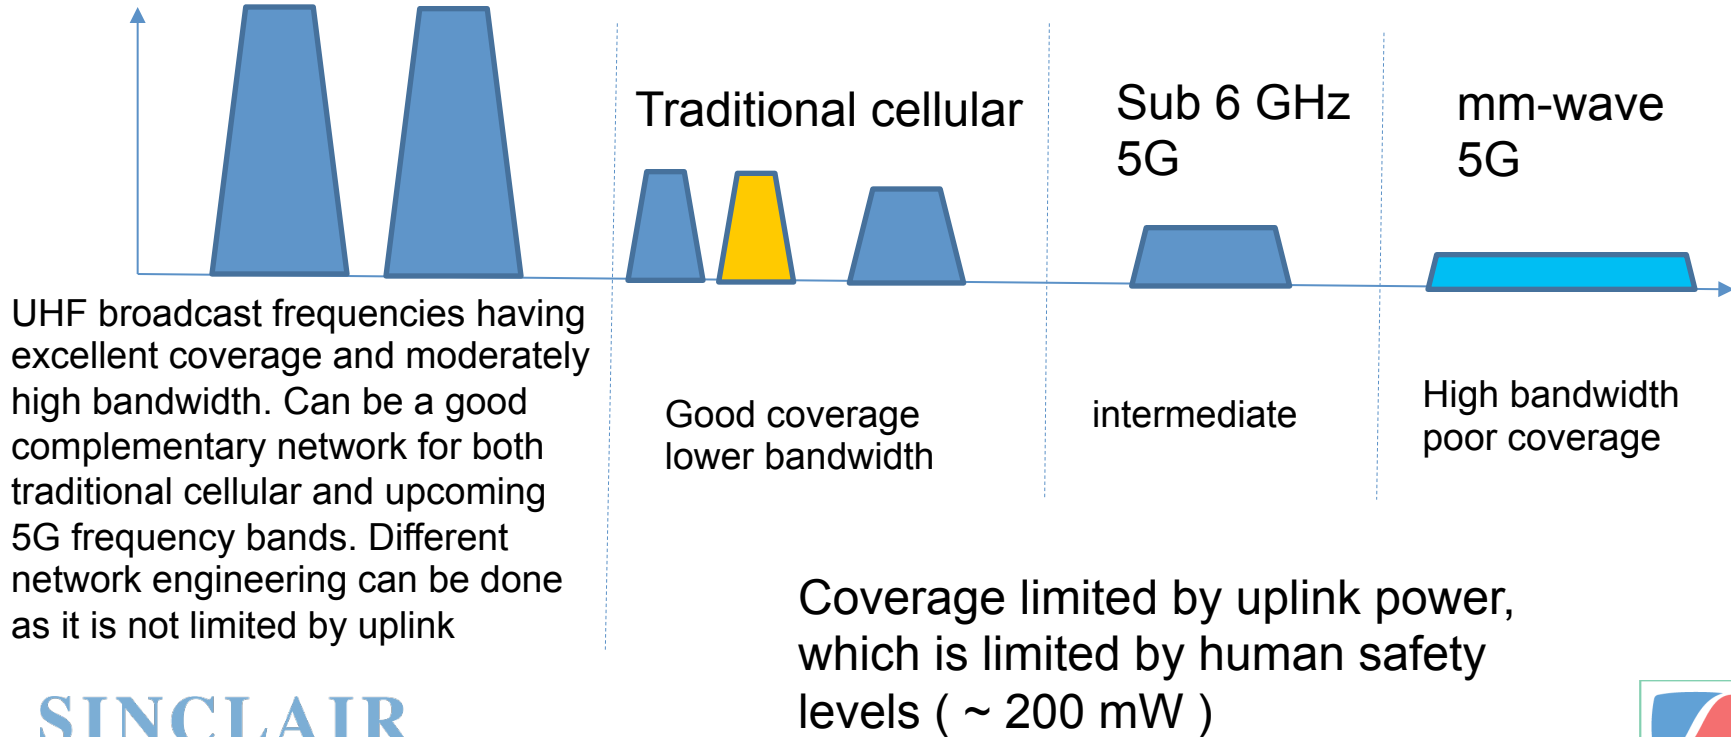 Traditional cellular
Sub 6 GHz
5G
mm-wave
5G
UHF broadcast frequencies having
excellent coverage and moderately
high bandwidth. Can be a good
complementary network for both
traditional cellular and upcoming
5G frequency bands. Different
network engineering can be done
as it is not limited by uplink
Good coverage
lower bandwidth
intermediate
High bandwidth
poor coverage
Coverage limited by uplink power,
which is limited by human safety
levels ( ~ 200 mW )
SINCLAIR